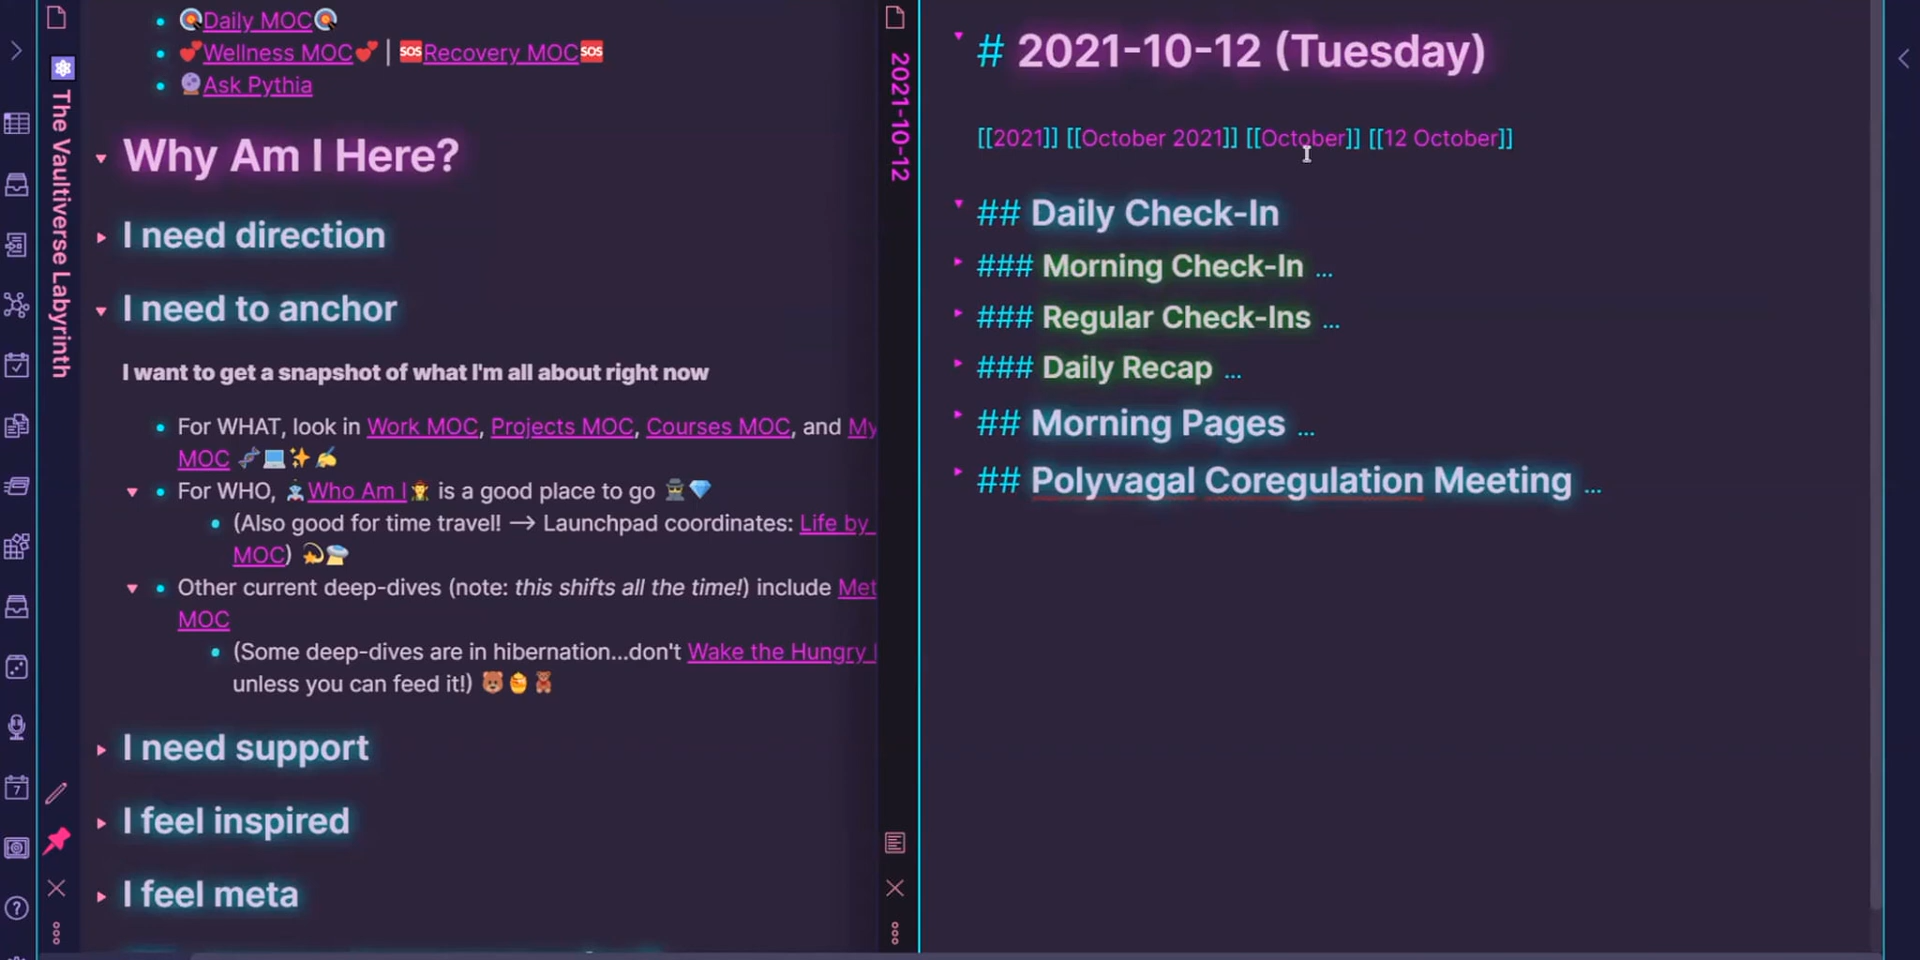 The Vaultiverse Labyrinth
🎯Daily MOC🎯
💕Wellness MOC💕 | 🆘Recovery MOC🆘
🔮Ask Pythia
Why Am I Here?
I need direction
I need to anchor
I want to get a snapshot of what I'm all about right now
For WHAT, look in Work MOC, Projects MOC, Courses MOC, and My
MOC 🧬💻✨✍️
For WHO, Who Am I is a good place to go 💎
(Also good for time travel! --> Launchpad coordinates: Life by
MOC) 💫
Other current deep-dives (note: this shifts all the time!) include Met
MOC
(Some deep-dives are in hibernation...don't Wake the Hungry
unless you can feed it!) 🐻🍯🧸
I need support
I feel inspired
I feel meta
2021-10-12
# 2021-10-12 (Tuesday)
[[2021]] [[October 2021]] [[October]] [[12 October]]
## Daily Check-In
### Morning Check-In ...
### Regular Check-Ins ...
### Daily Recap ...
## Morning Pages ...
## Polyvagal Coregulation Meeting ...